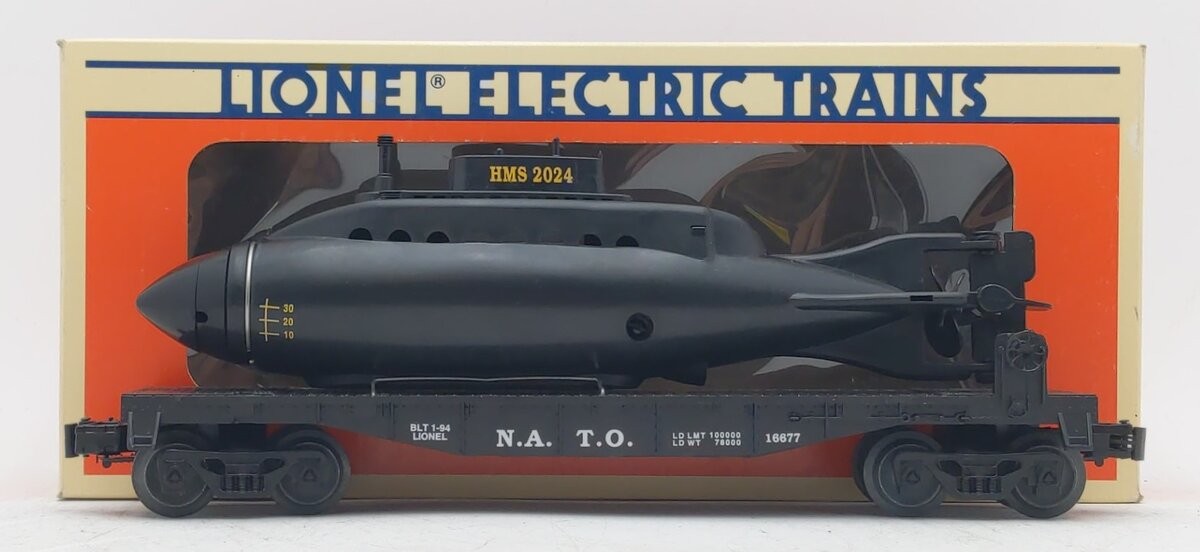 LIONEL® ELECTRIC TRAINS
HMS 2024
30
20
10
BLT 1-94
LIONEL
N.A. T.O.
LD LMT 100000
LD WT 78000
16677